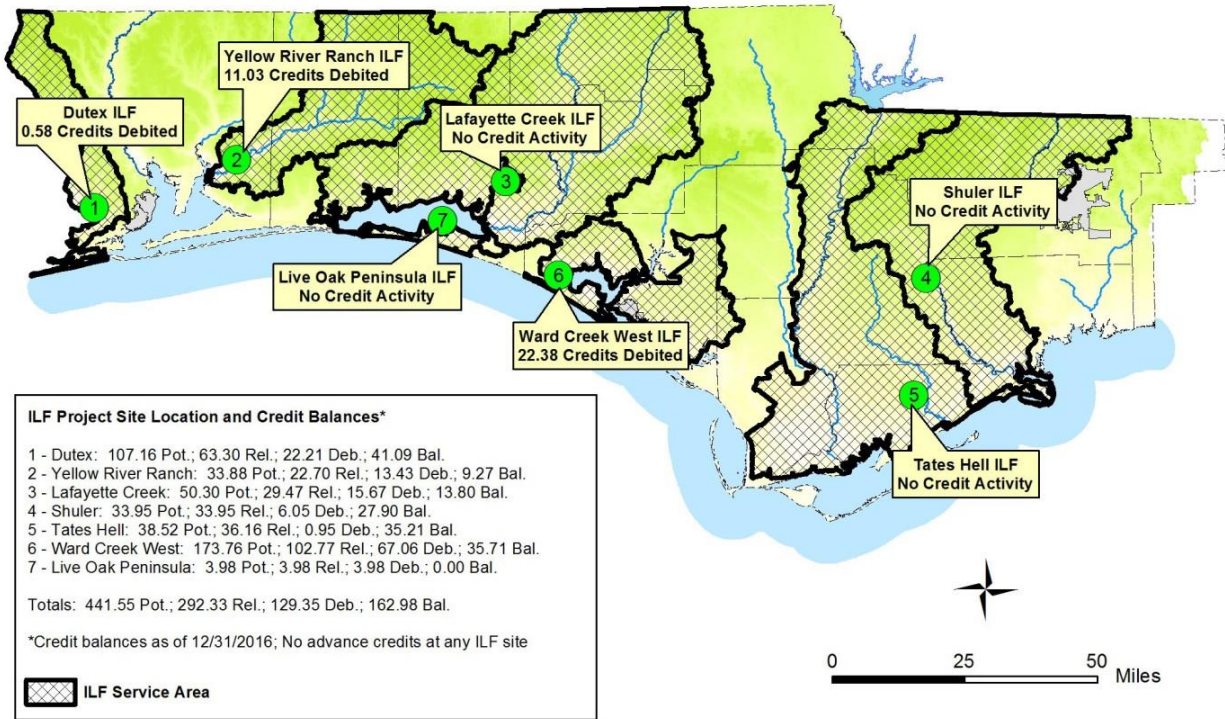 Yellow River Ranch ILF
11.03 Credits Debited
Dutex ILF
0.58 Credits Debited
Lafayette Creek ILF
No Credit Activity
Shuler ILF
No Credit Activity
Live Oak Peninsula ILF
No Credit Activity
Ward Creek West ILF
22.38 Credits Debited
Tates Hell ILF
No Credit Activity
1
2
3
4
5
6
7
ILF Project Site Location and Credit Balances*
1 - Dutex: 107.16 Pot.; 63.30 Rel.; 22.21 Deb.; 41.09 Bal.
2 - Yellow River Ranch: 33.88 Pot.; 22.70 Rel.; 13.43 Deb.; 9.27 Bal.
3 - Lafayette Creek: 50.30 Pot.; 29.47 Rel.; 15.67 Deb.; 13.80 Bal.
4 - Shuler: 33.95 Pot.; 33.95 Rel.; 6.05 Deb.; 27.90 Bal.
5 - Tates Hell: 38.52 Pot.; 36.16 Rel.; 0.95 Deb.; 35.21 Bal.
6 - Ward Creek West: 173.76 Pot.; 102.77 Rel.; 67.06 Deb.; 35.71 Bal.
7 - Live Oak Peninsula: 3.98 Pot.; 3.98 Rel.; 3.98 Deb.; 0.00 Bal.
Totals: 441.55 Pot.; 292.33 Rel.; 129.35 Deb.; 162.98 Bal.
*Credit balances as of 12/31/2016; No advance credits at any ILF site
ILF Service Area
0 25 50 Miles